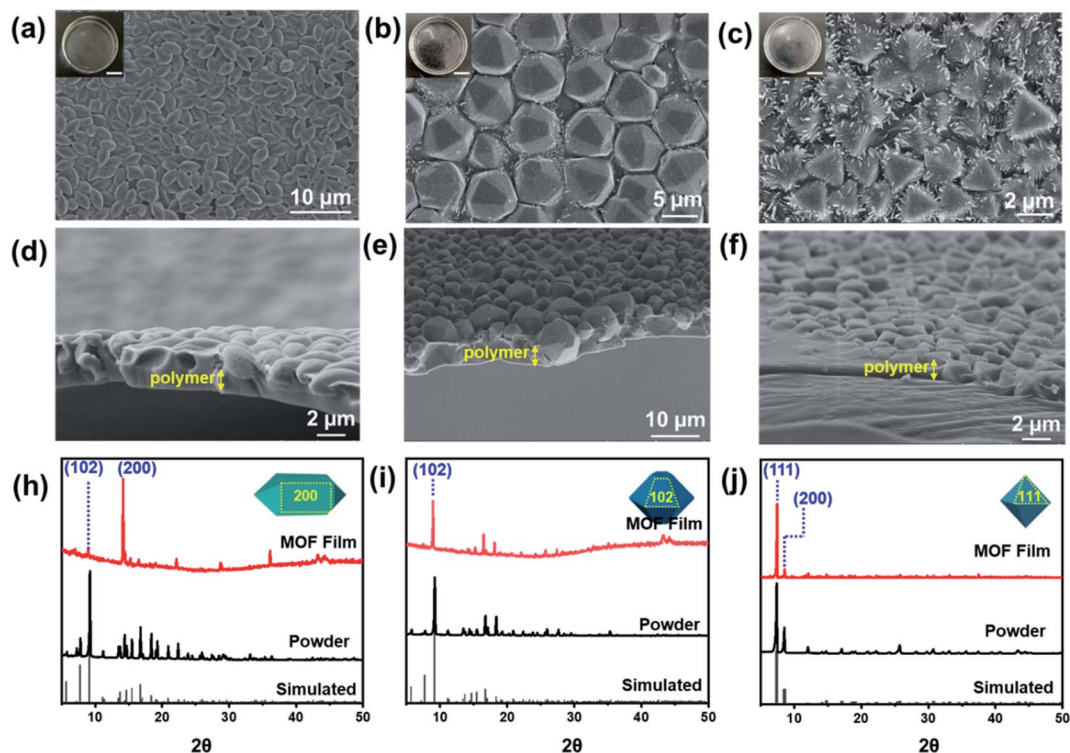 (a)
10 µm
(b)
5 µm
(c)
2 µm
(d)
polymer
2 µm
(e)
polymer
10 µm
(f)
polymer
2 µm
(h)
(102) (200)
200
MOF Film
Powder
Simulated
10 20 30 40 50
2θ
(i)
(102)
102
MOF Film
Powder
Simulated
10 20 30 40 50
2θ
(j)
(111)
(200)
111
MOF Film
Powder
Simulated
10 20 30 40 50
2θ